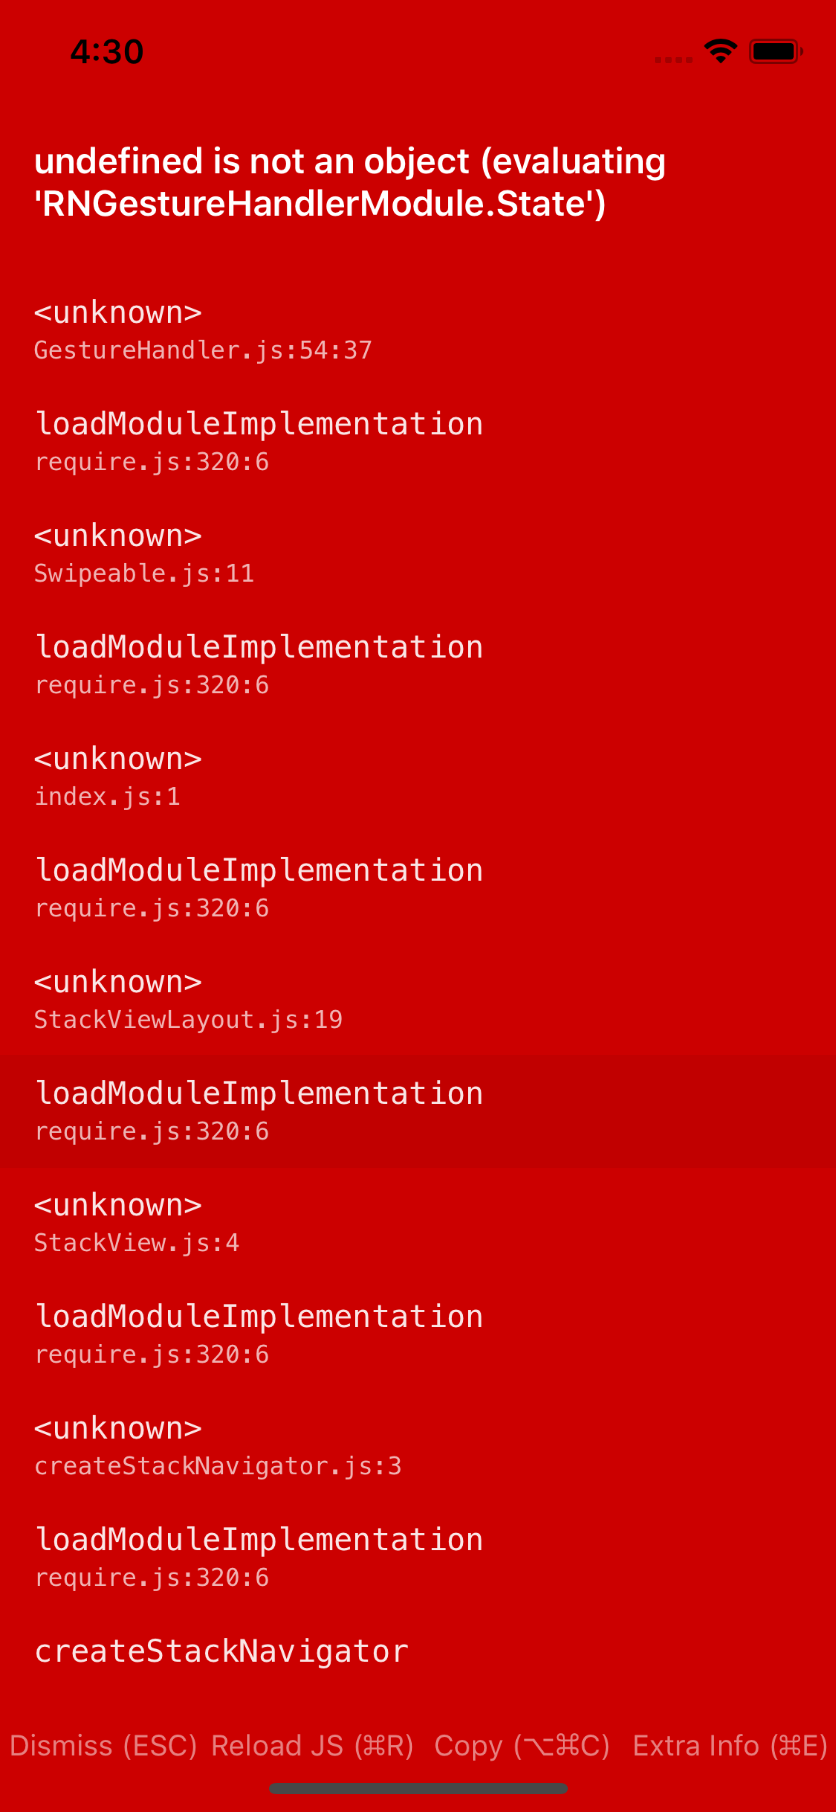 4:30
undefined is not an object (evaluating
'RNGestureHandlerModule.State')
<unknown>
GestureHandler.js:54:37
loadModuleImplementation
require.js:320:6
<unknown>
Swipeable.js:11
loadModuleImplementation
require.js:320:6
<unknown>
index.js:1
loadModuleImplementation
require.js:320:6
<unknown>
StackViewLayout.js:19
loadModuleImplementation
require.js:320:6
<unknown>
StackView.js:4
loadModuleImplementation
require.js:320:6
<unknown>
createStackNavigator.js:3
loadModuleImplementation
require.js:320:6
createStackNavigator
Dismiss (ESC) Reload JS (⌘R) Copy (⌥⌘C) Extra Info (⌘E)